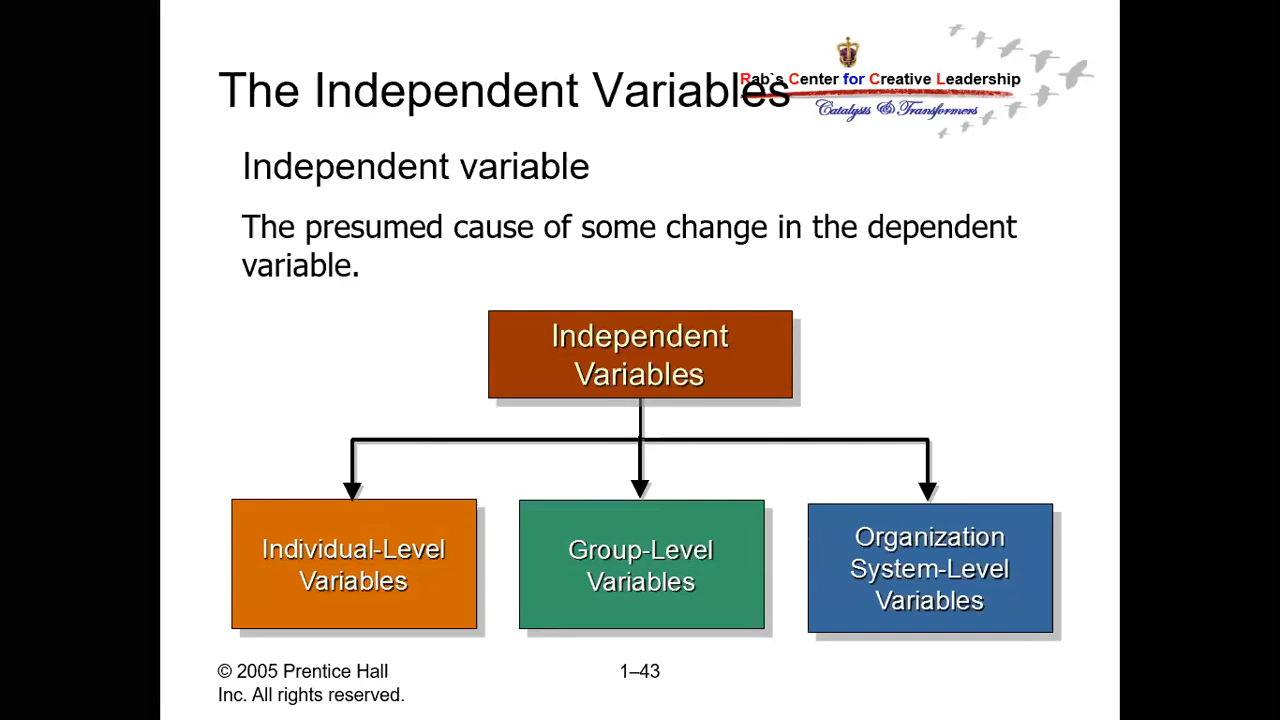 The Independent Variables
Rab`s Center for Creative Leadership
Catalysts & Transformers
Independent variable
The presumed cause of some change in the dependent
variable.
Independent
Variables
Individual-Level
Variables
Group-Level
Variables
Organization
System-Level
Variables
© 2005 Prentice Hall
Inc. All rights reserved.
1–43